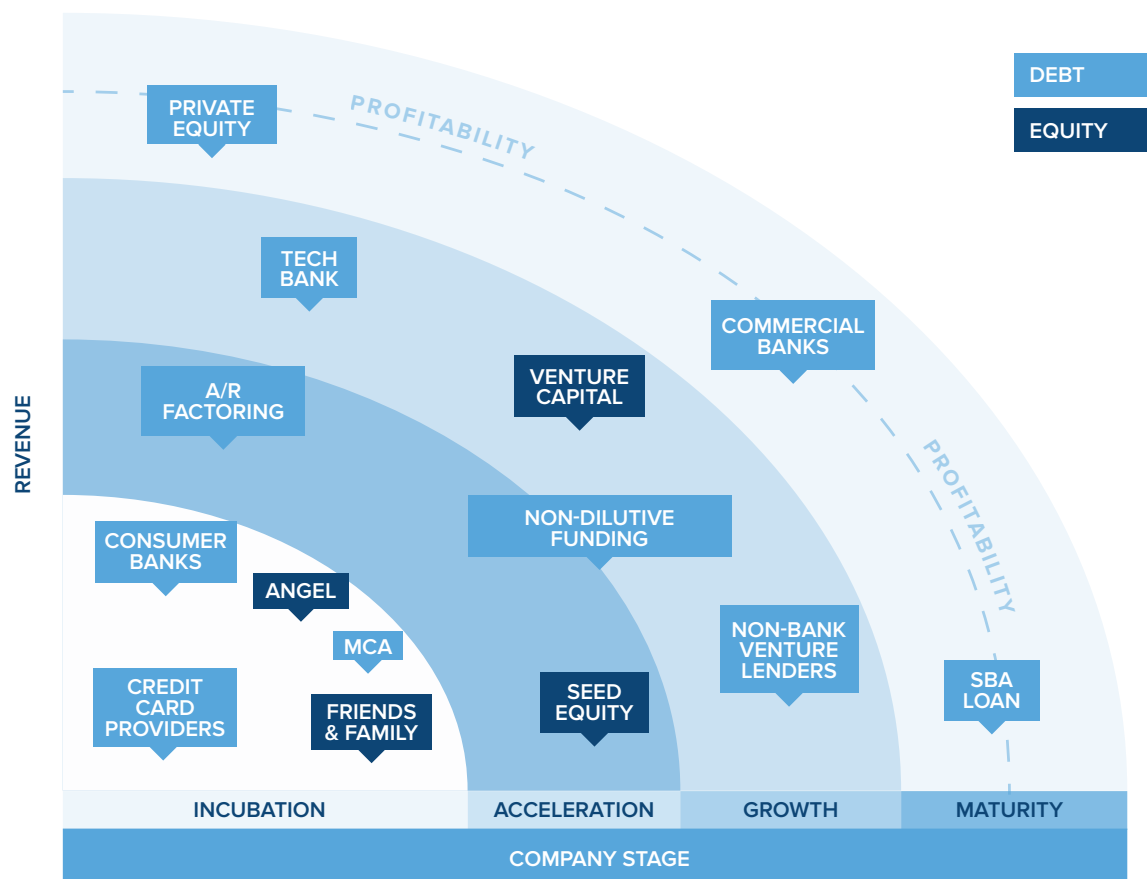 DEBT
EQUITY
PROFITABILITY
PRIVATE
EQUITY
TECH
BANK
COMMERCIAL
BANKS
VENTURE
CAPITAL
A/R
FACTORING
REVENUE
PROFITABILITY
NON-DILUTIVE
FUNDING
CONSUMER
BANKS
ANGEL
MCA
NON-BANK
VENTURE
LENDERS
CREDIT
CARD
PROVIDERS
FRIENDS
& FAMILY
SEED
EQUITY
SBA
LOAN
INCUBATION
ACCELERATION
GROWTH
MATURITY
COMPANY STAGE